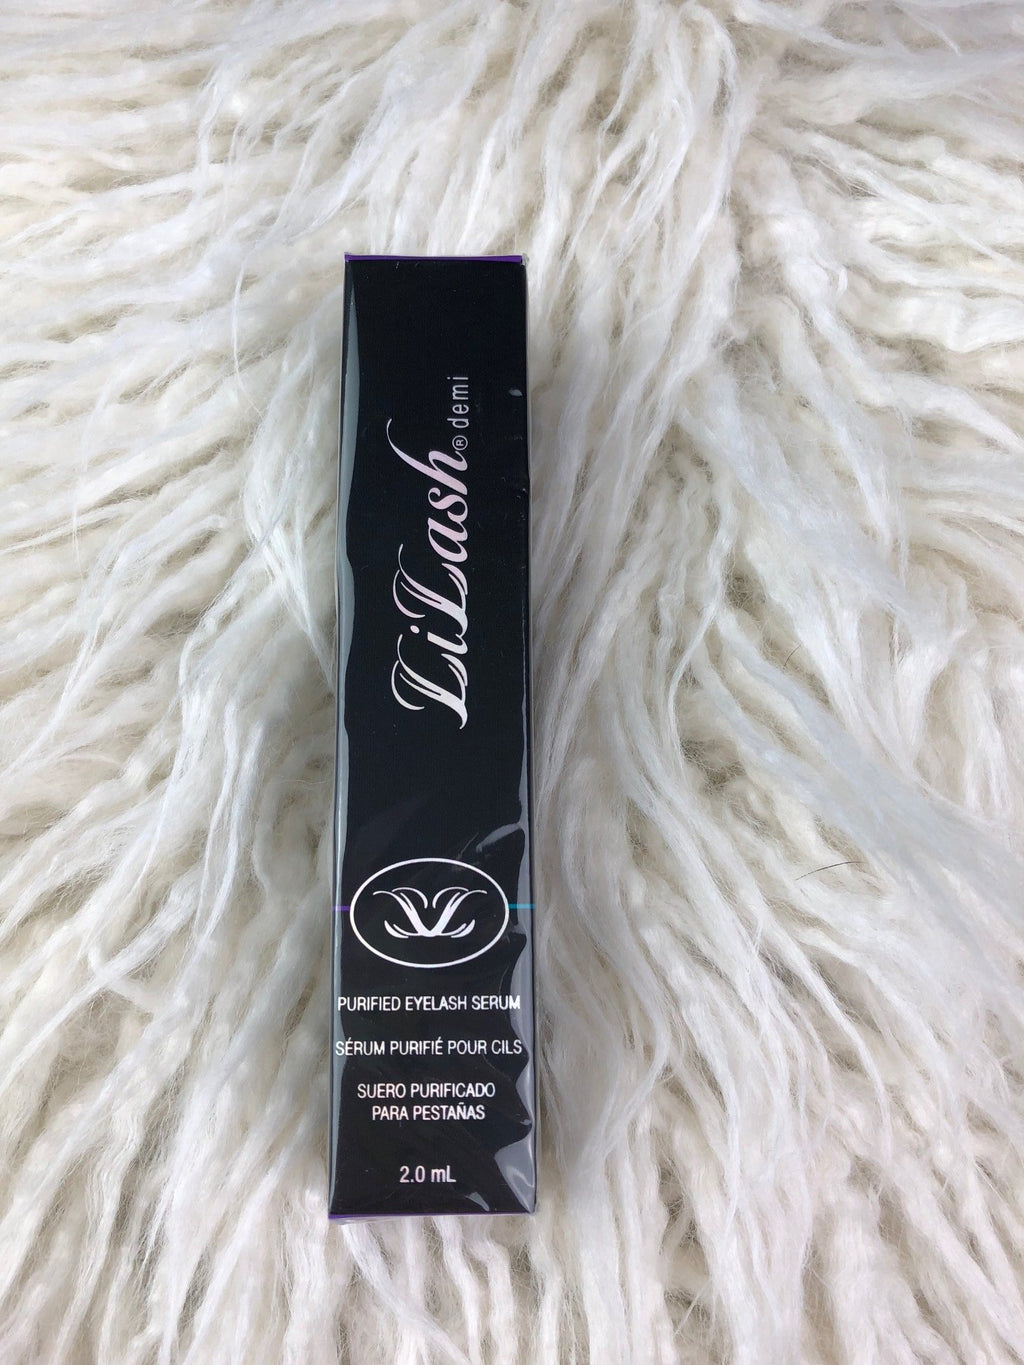 LiLash® demi
PURIFIED EYELASH SERUM
SÉRUM PURIFIÉ POUR CILS
SUERO PURIFICADO
PARA PESTAÑAS
2.0 mL